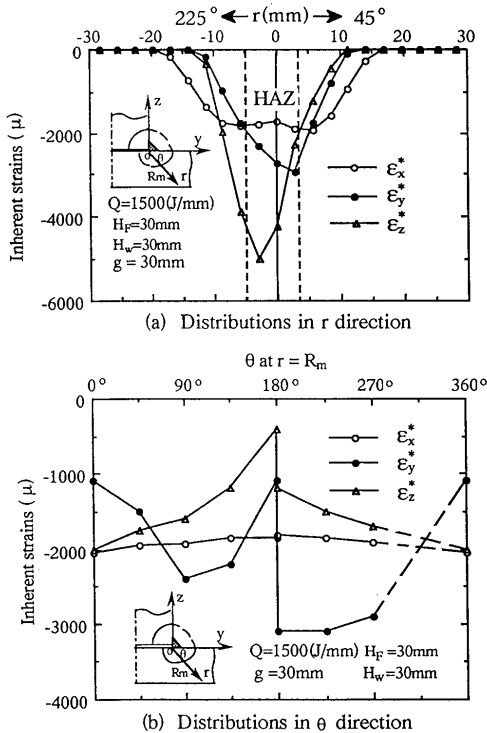 225° ← r(mm) → 45°
-30 -20 -10 0 10 20 30
0
-2000
-4000
-6000
Inherent strains (μ)
HAZ
z
y
0 θ
Rm r
Q=1500(J/mm)
HF=30mm
Hw=30mm
g = 30mm
εx*
εy*
εz*
(a) Distributions in r direction
θ at r = Rm
0° 90° 180° 270° 360°
0
-1000
-2000
-3000
-4000
Inherent strains (μ)
εx*
εy*
εz*
z
y
0 θ
Rm r
Q=1500(J/mm) HF=30mm
g=30mm Hw=30mm
(b) Distributions in θ direction